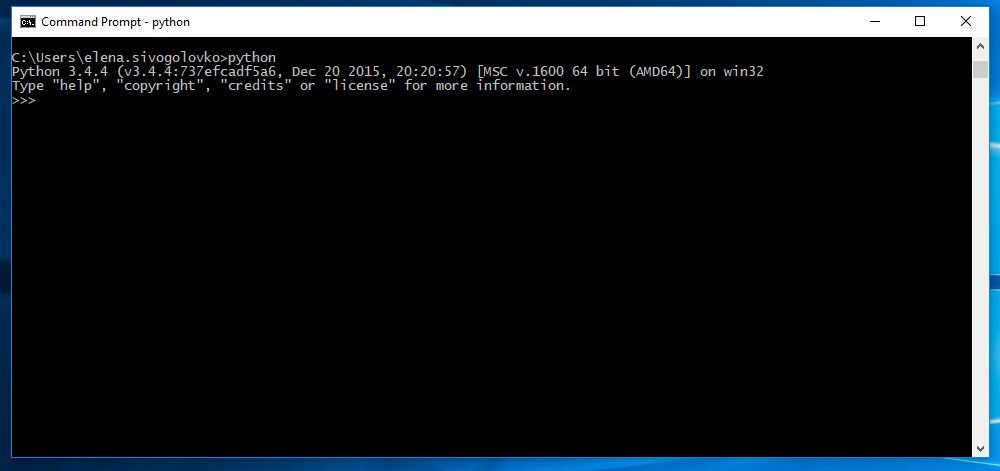 Command Prompt - python
C:\Users\elena.sivogolovko>python
Python 3.4.4 (v3.4.4:737efcadf5a6, Dec 20 2015, 20:20:57) [MSC v.1600 64 bit (AMD64)] on win32
Type "help", "copyright", "credits" or "license" for more information.
>>>